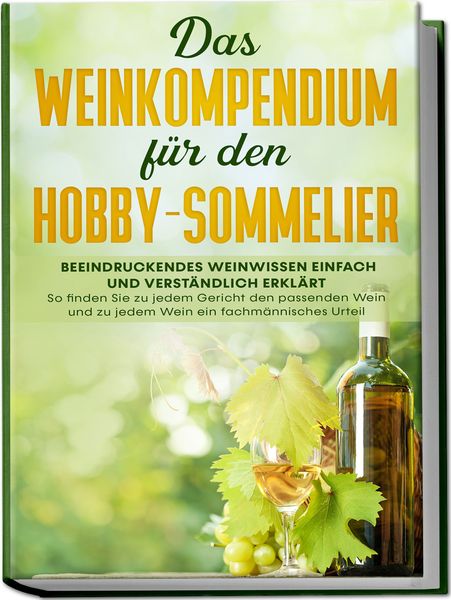 Das
WEINKOMPENDIUM
für den
HOBBY-SOMMELIER
BEEINDRUCKENDES WEINWISSEN EINFACH
UND VERSTÄNDLICH ERKLÄRT
So finden Sie zu jedem Gericht den passenden Wein
und zu jedem Wein ein fachmännisches Urteil